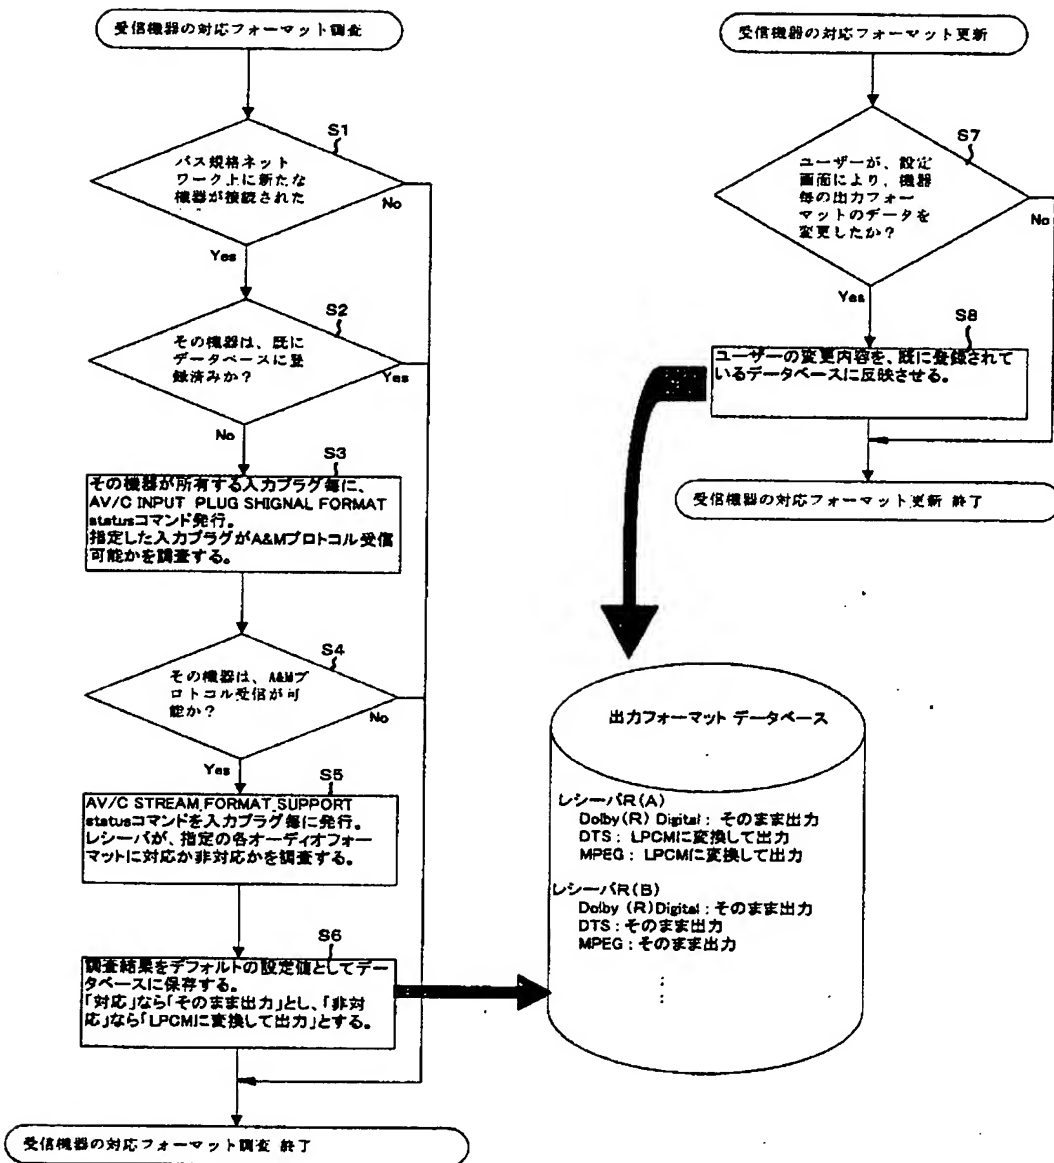 受信機器の対応フォーマット調査
S1
バス規格ネット
ワーク上に新たな
機器が接続された
No
Yes
S2
その機器は、既に
データベースに登
録済みか？
Yes
No
S3
その機器が所有する入力プラグ毎に、
AV/C INPUT PLUG SHIGNAL FORMAT
statusコマンド発行。
指定した入力プラグがA&Mプロトコル受信
可能かを調査する。
S4
その機器は、A&Mプ
ロトコル受信が可
能か？
No
Yes
S5
AV/C STREAM FORMAT SUPPORT
statusコマンドを入力プラグ毎に発行。
レシーバが、指定の各オーディオフォー
マットに対応か非対応かを調査する。
S6
調査結果をデフォルトの設定値としてデー
タベースに保存する。
「対応」なら「そのまま出力」とし、「非対
応」なら「LPCMに変換して出力」とする。
受信機器の対応フォーマット調査 終了
受信機器の対応フォーマット更新
S7
ユーザーが、設定
画面により、機器
毎の出力フォー
マットのデータを
変更したか？
No
Yes
S8
ユーザーの変更内容を、既に登録されて
いるデータベースに反映させる。
受信機器の対応フォーマット更新 終了
出力フォーマット データベース
レシーバR(A)
Dolby(R) Digital : そのまま出力
DTS : LPCMに変換して出力
MPEG : LPCMに変換して出力
レシーバR(B)
Dolby (R) Digital : そのまま出力
DTS : そのまま出力
MPEG : そのまま出力